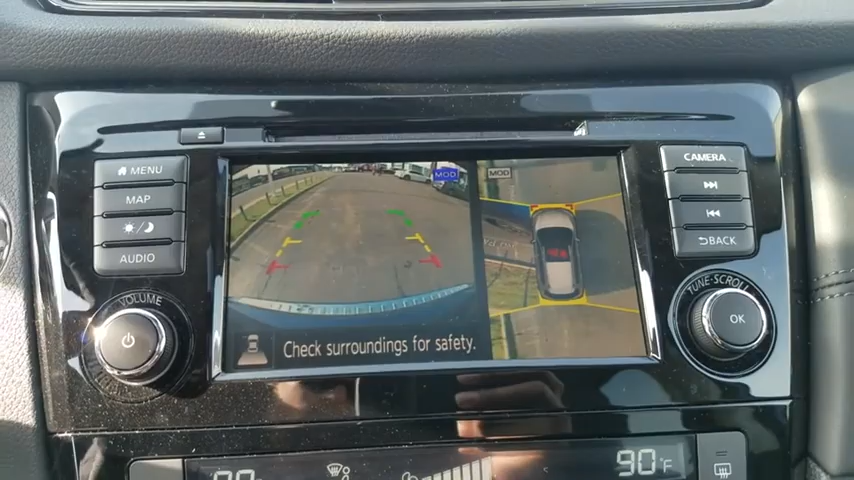 MENU
MAP
AUDIO
VOLUME
MOD
MOD
Check surroundings for safety.
CAMERA
BACK
TUNE·SCROLL
OK
90°F